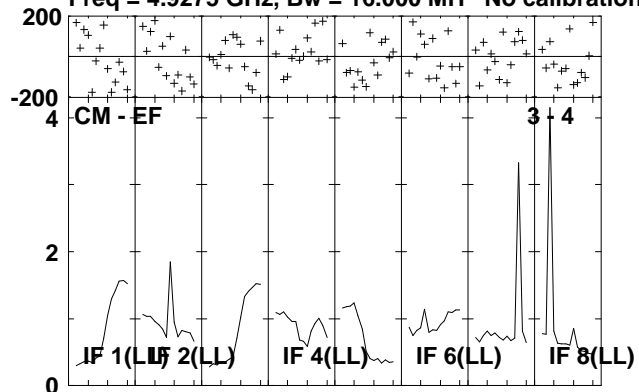 Freq = 4.9275 GHz, Bw = 16.000 MH No calibration
200
-200
4
CM - EF
3 - 4
2
IF 1(LL)
IF 2(LL)
IF 4(LL)
IF 6(LL)
IF 8(LL)
0